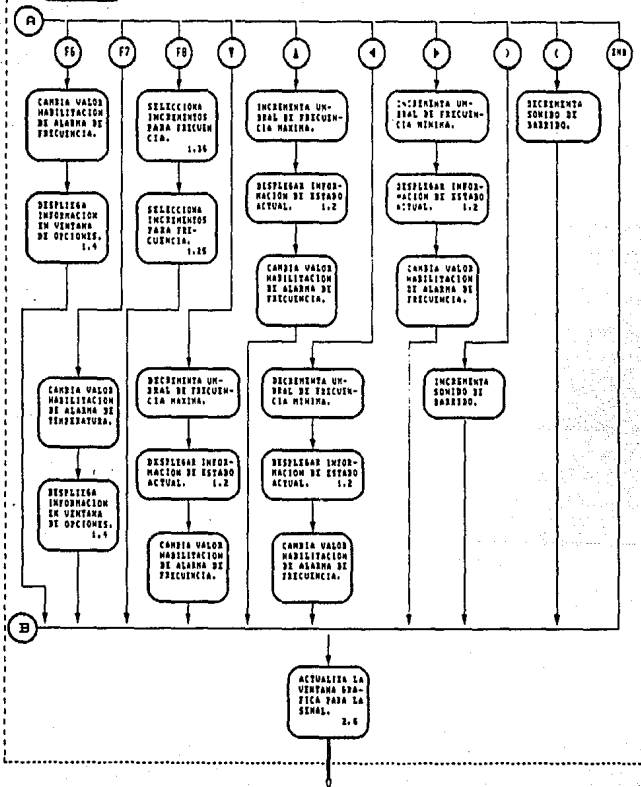 A
F6
F7
F8
▼
▲
◀
▶
)
(
END
CAMBIA VALOR
HABILITACION
DE ALARMA DE
FRECUENCIA.
SELECCIONA
INCREMENTOS
PARA FRECUEN
CIA.
1.36
INCREMENTA UM-
BRAL DE FRECUEN-
CIA MAXIMA.
INCREMENTA UM-
BRAL DE FRECUEN-
CIA MINIMA.
DECREMENTA
SONIDO DE
BARRIDO.
DESPLIEGA
INFORMACION
EN VENTANA
DE OPCIONES.
1.4
SELECCIONA
INCREMENTOS
PARA FRE-
CUENCIA.
1.25
DESPLEGAR INFOR-
MACION DE ESTADO
ACTUAL. 1.2
DESPLEGAR INFOR-
MACION DE ESTADO
ACTUAL. 1.2
CAMBIA VALOR
HABILITACION
DE ALARMA DE
FRECUENCIA.
CAMBIA VALOR
HABILITACION
DE ALARMA DE
FRECUENCIA.
CAMBIA VALOR
HABILITACION
DE ALARMA DE
TEMPERATURA.
DECREMENTA UM-
BRAL DE FRECUEN-
CIA MAXIMA.
DECREMENTA UM-
BRAL DE FRECUEN-
CIA MINIMA.
INCREMENTA
SONIDO DE
BARRIDO.
DESPLIEGA
INFORMACION
EN VENTANA
DE OPCIONES.
1.4
DESPLEGAR INFOR-
MACION DE ESTADO
ACTUAL. 1.2
DESPLEGAR INFOR-
MACION DE ESTADO
ACTUAL. 1.2
CAMBIA VALOR
HABILITACION
DE ALARMA DE
FRECUENCIA.
CAMBIA VALOR
HABILITACION
DE ALARMA DE
FRECUENCIA.
B
ACTUALIZA LA
VENTANA GRA-
FICA PARA LA
SENAL.
2.6